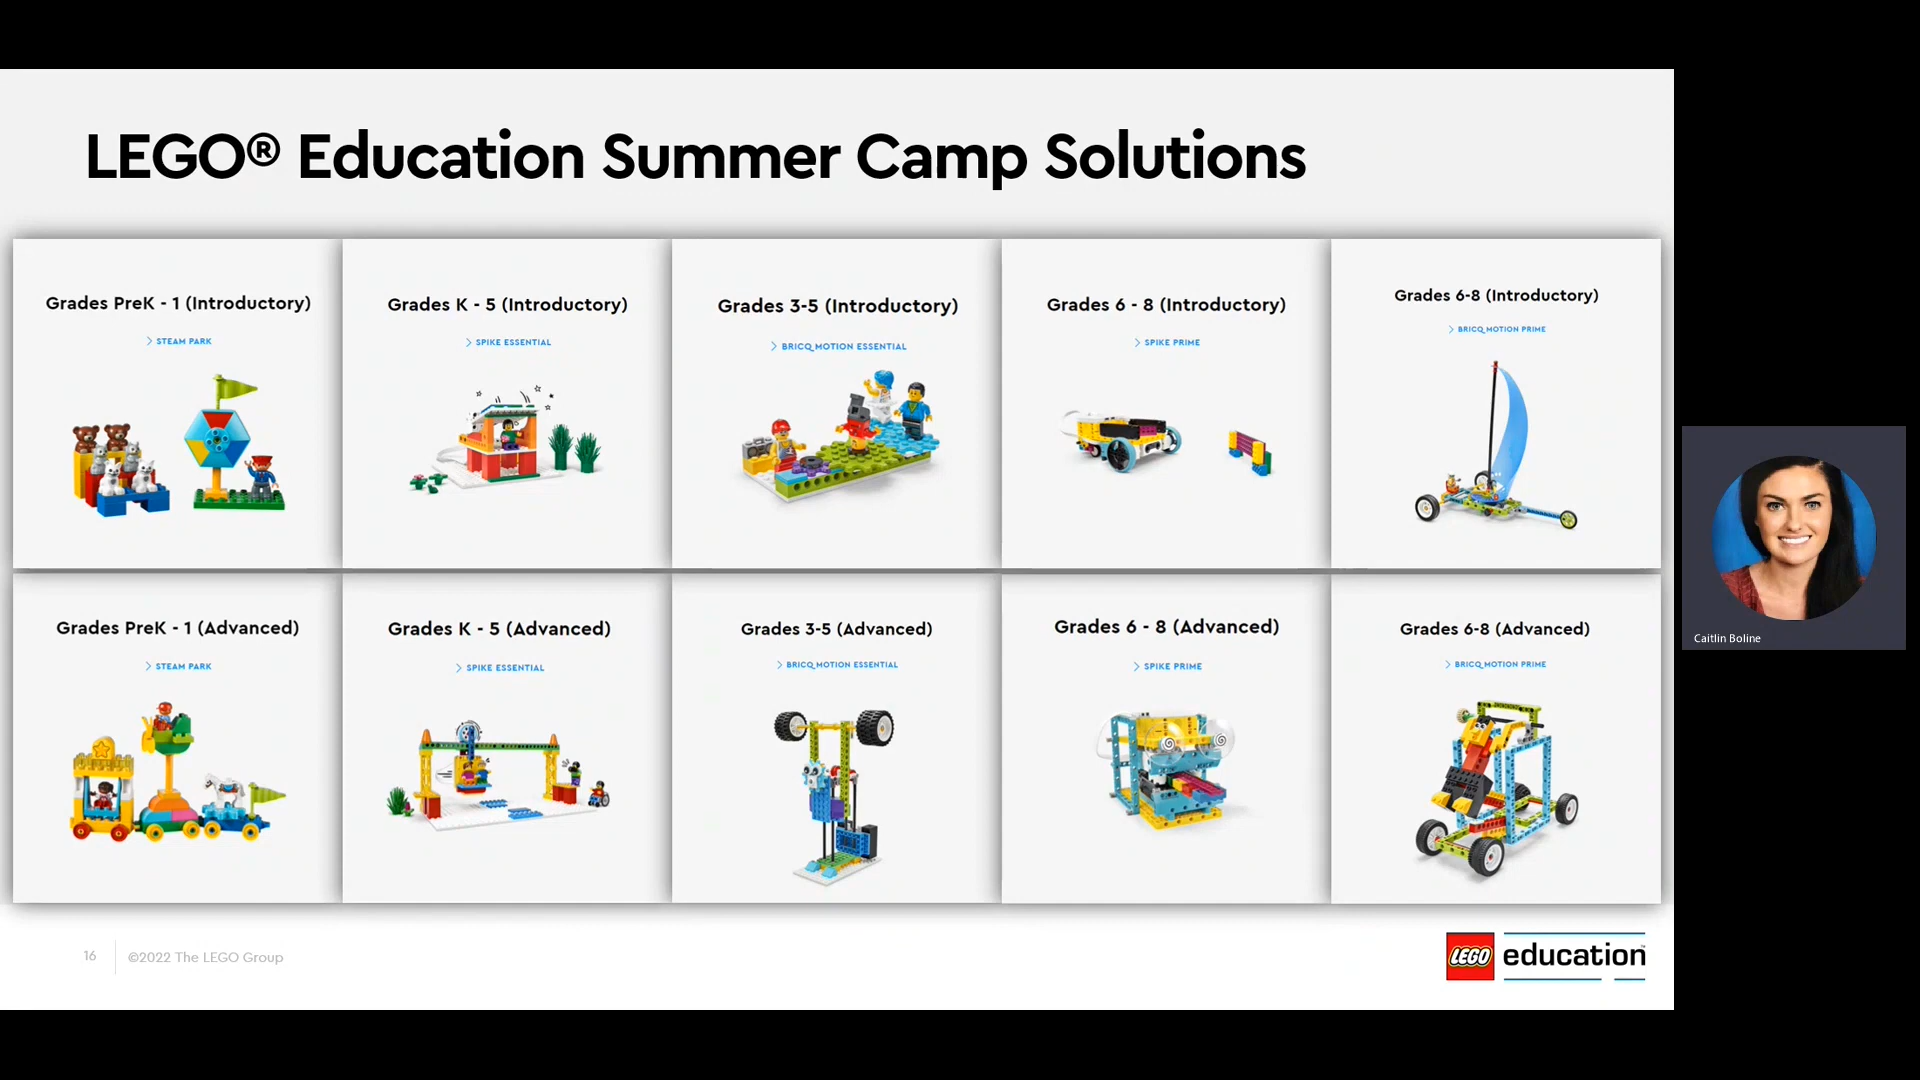 LEGO® Education Summer Camp Solutions
Grades PreK - 1 (Introductory)
> STEAM PARK
Grades K - 5 (Introductory)
> SPIKE ESSENTIAL
Grades 3-5 (Introductory)
> BRICQ MOTION ESSENTIAL
Grades 6 - 8 (Introductory)
> SPIKE PRIME
Grades 6-8 (Introductory)
> BRICQ MOTION PRIME
Grades PreK - 1 (Advanced)
> STEAM PARK
Grades K - 5 (Advanced)
> SPIKE ESSENTIAL
Grades 3-5 (Advanced)
> BRICQ MOTION ESSENTIAL
Grades 6 - 8 (Advanced)
> SPIKE PRIME
Grades 6-8 (Advanced)
> BRICQ MOTION PRIME
Caitlin Boline
16
©2022 The LEGO Group
LEGO education™